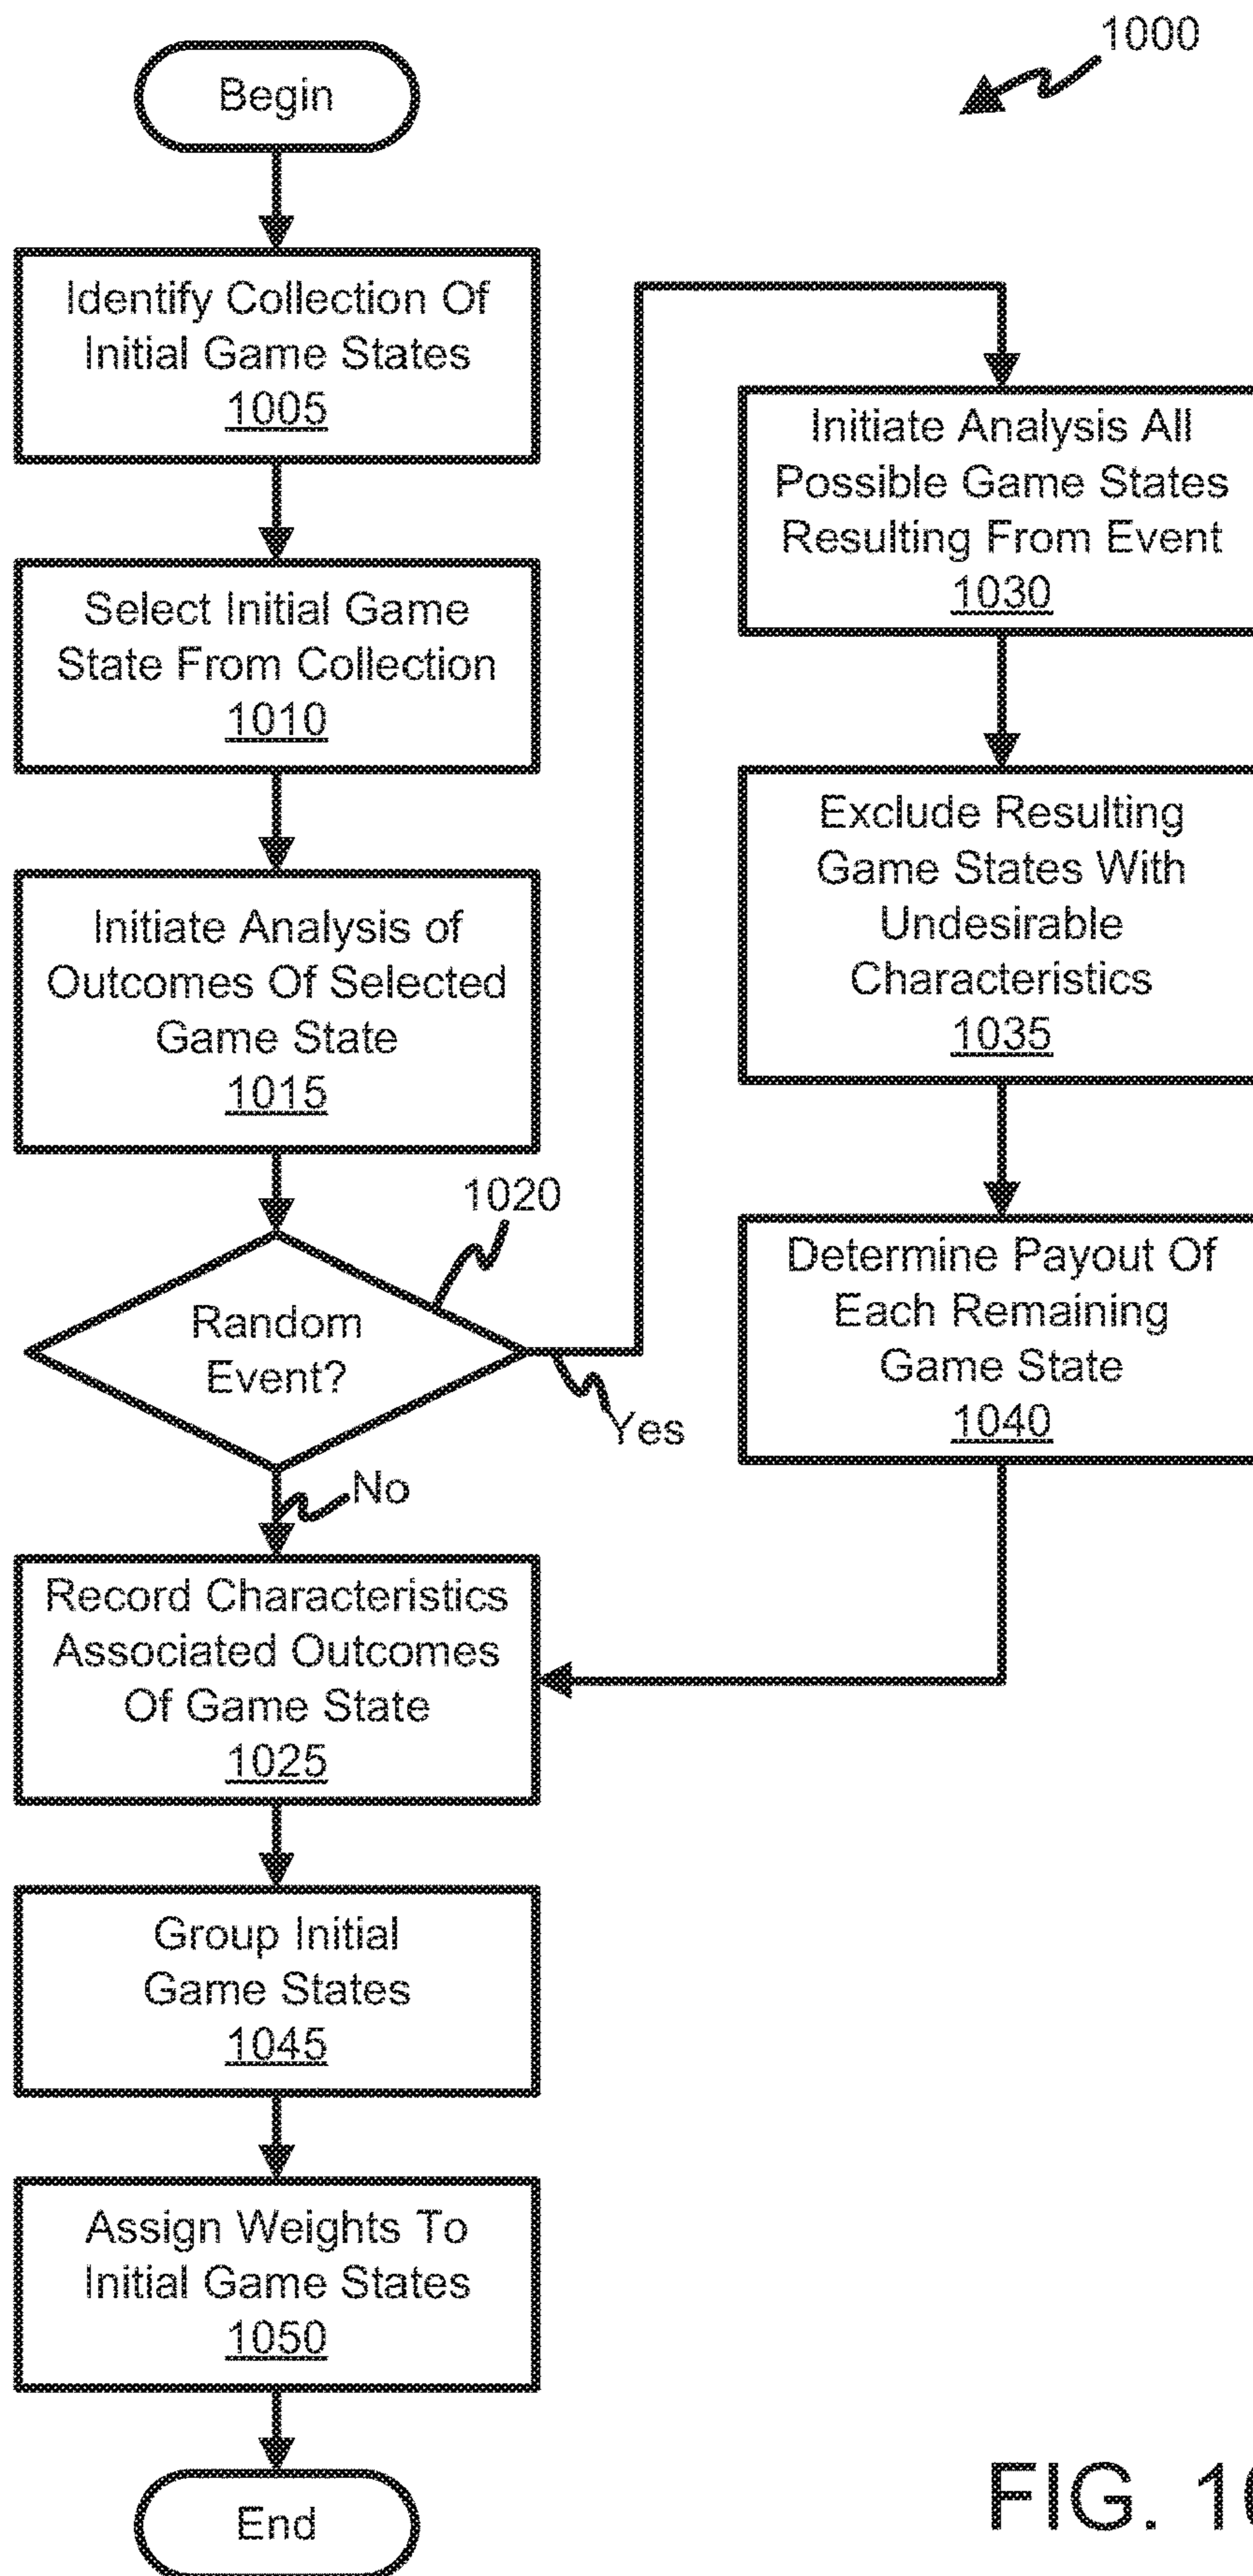 1000
Begin
Identify Collection Of
Initial Game States
1005
Select Initial Game
State From Collection
1010
Initiate Analysis of
Outcomes Of Selected
Game State
1015
1020
Random
Event?
Yes
No
Record Characteristics
Associated Outcomes
Of Game State
1025
Initiate Analysis All
Possible Game States
Resulting From Event
1030
Exclude Resulting
Game States With
Undesirable
Characteristics
1035
Determine Payout Of
Each Remaining
Game State
1040
Group Initial
Game States
1045
Assign Weights To
Initial Game States
1050
End
FIG.